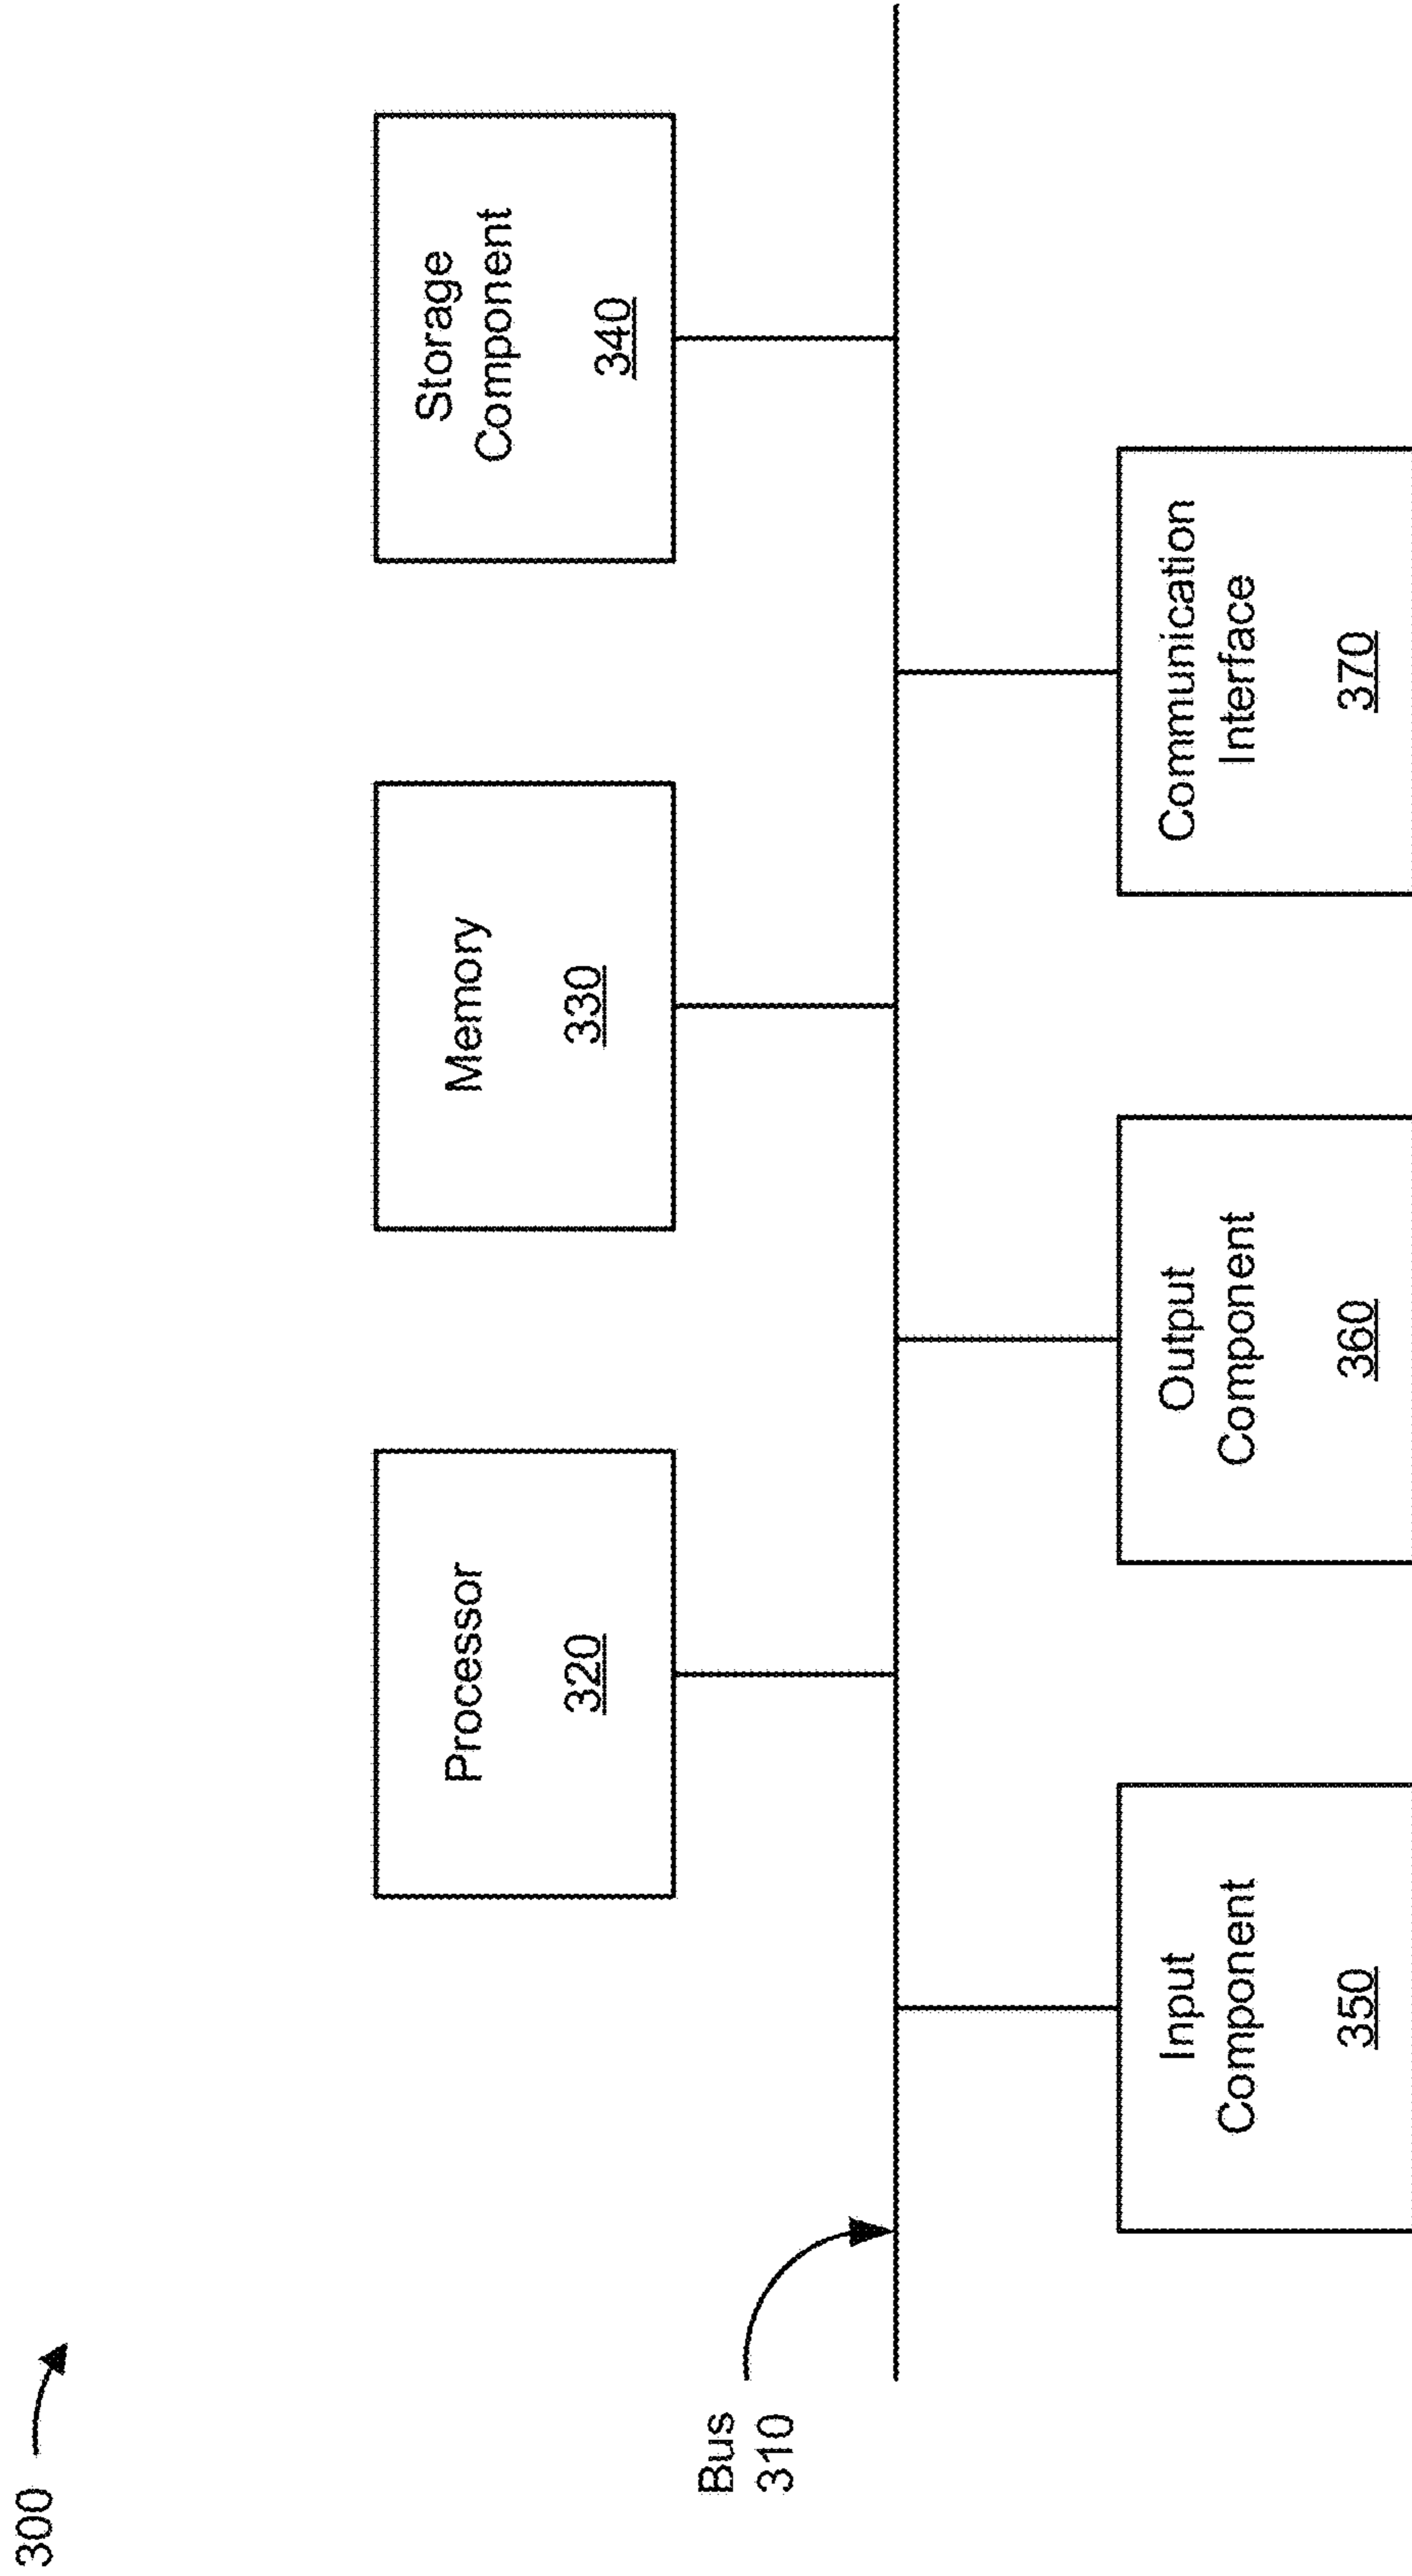 300
Processor
320
Memory
330
Storage
Component
340
Bus
310
Input
Component
350
Output
Component
360
Communication
Interface
370